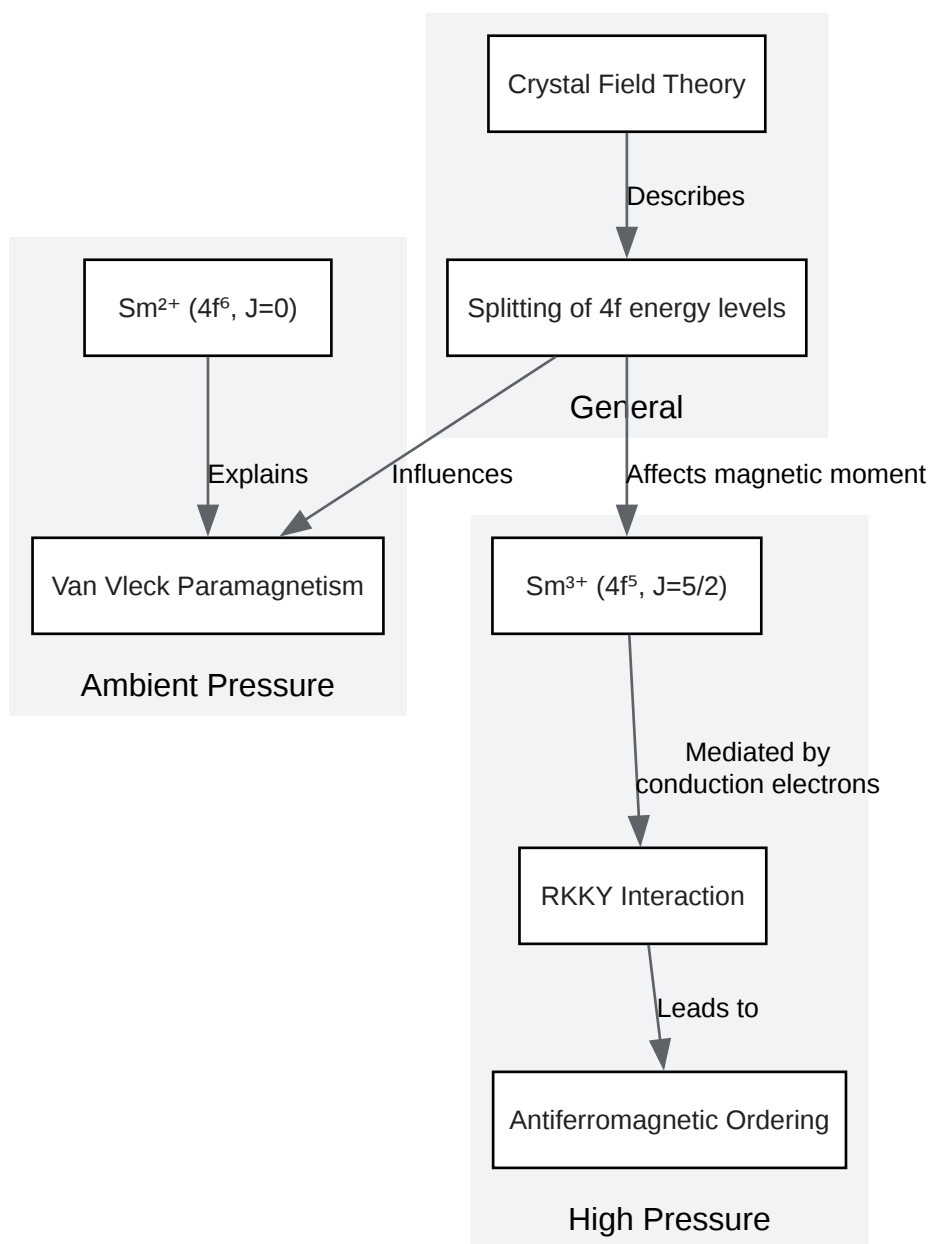 Crystal Field Theory
Describes
Sm²⁺ (4f⁶, J=0)
Splitting of 4f energy levels
General
Explains
Influences
Affects magnetic moment
Van Vleck Paramagnetism
Sm³⁺ (4f⁵, J=5/2)
Ambient Pressure
Mediated by
conduction electrons
RKKY Interaction
Leads to
Antiferromagnetic Ordering
High Pressure